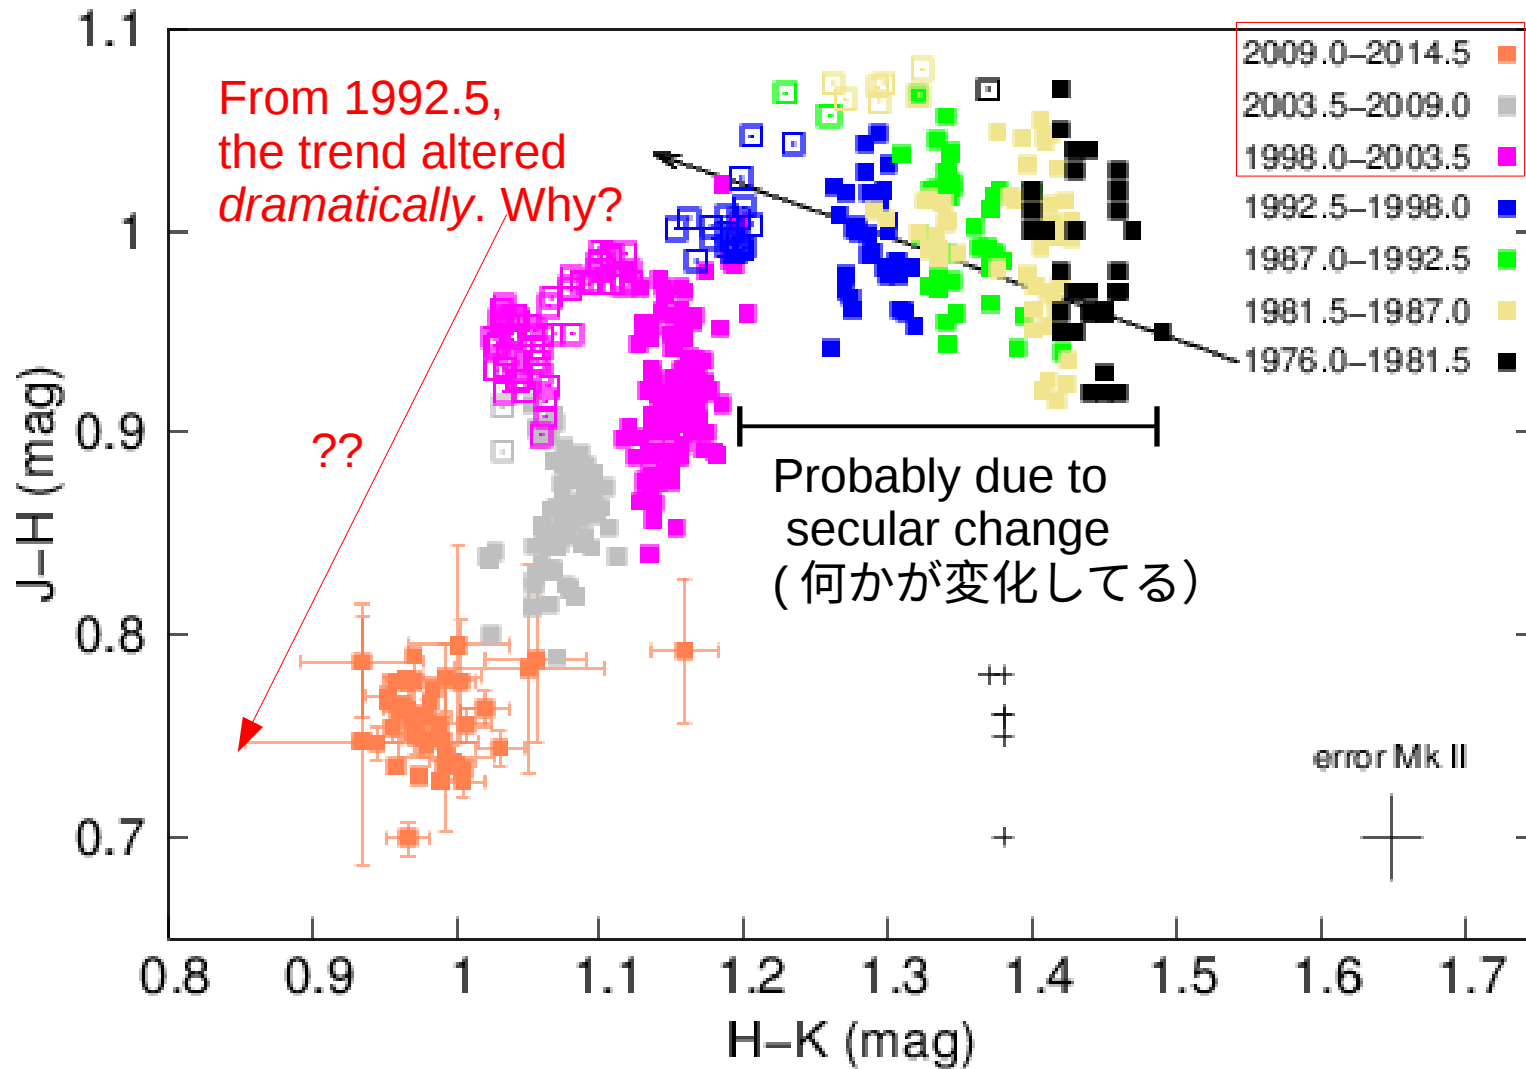 1.1
From 1992.5,
the trend altered
dramatically. Why?
2009.0–2014.5
2003.5–2009.0
1998.0–2003.5
1992.5–1998.0
1987.0–1992.5
1981.5–1987.0
1976.0–1981.5
1
0.9
0.8
0.7
J–H (mag)
??
Probably due to
secular change
( 何かが変化してる）
error Mk II
0.8 0.9 1 1.1 1.2 1.3 1.4 1.5 1.6 1.7
H–K (mag)